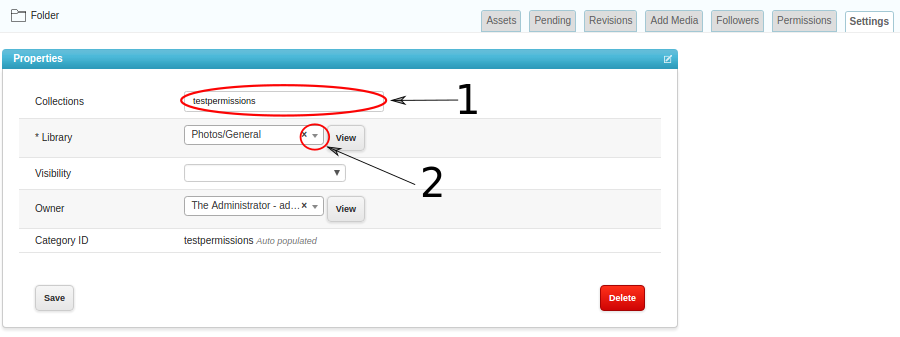 Folder
Assets Pending Revisions Add Media Followers Permissions Settings
Properties
Collections testpermissions 1
* Library Photos/General × View
Visibility 2
Owner The Administrator - ad... × View
Category ID testpermissions Auto populated
Save Delete